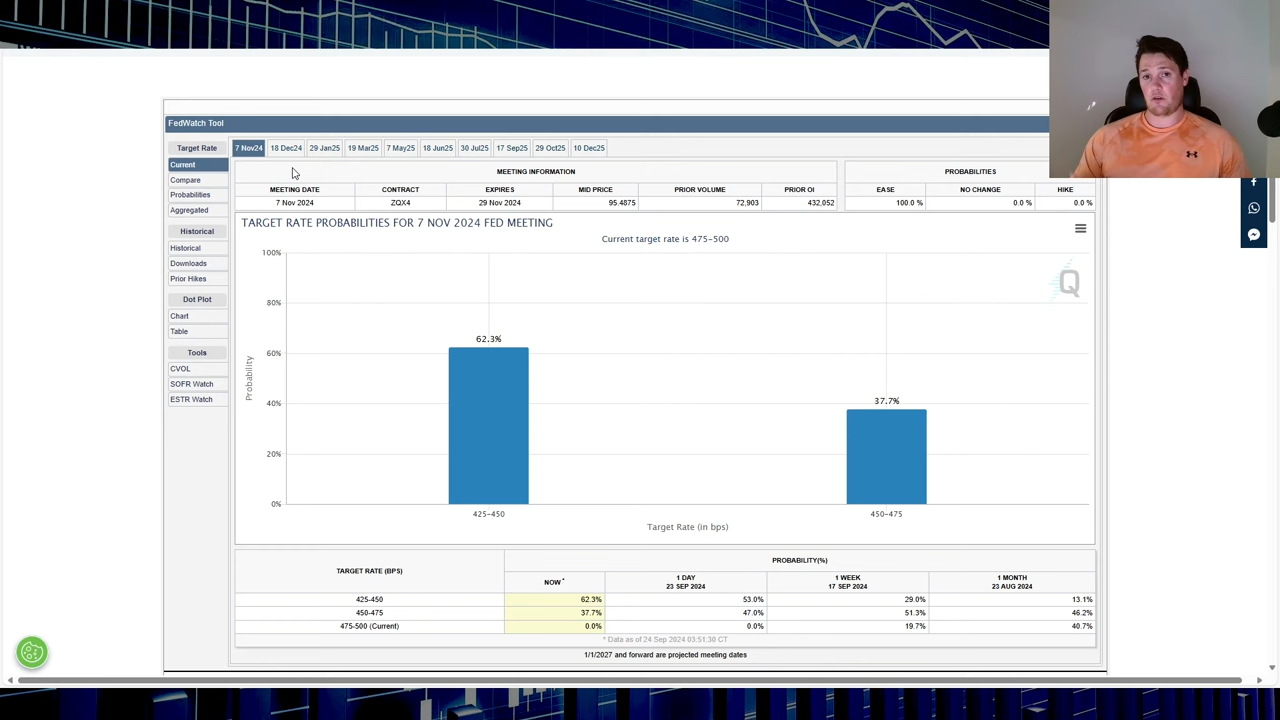 FedWatch Tool
Target Rate
Current
Compare
Probabilities
Aggregated
Historical
Historical
Downloads
Prior Hikes
Dot Plot
Chart
Table
Tools
CVOL
SOFR Watch
ESTR Watch
7 Nov24 18 Dec24 29 Jan25 19 Mar25 7 May25 18 Jun25 30 Jul25 17 Sep25 29 Oct25 10 Dec25
MEETING INFORMATION
MEETING DATE CONTRACT EXPIRES MID PRICE PRIOR VOLUME PRIOR OI
7 Nov 2024 ZQX4 29 Nov 2024 95.4875 72,903 432,052
PROBABILITIES
EASE NO CHANGE HIKE
100.0 % 0.0 % 0.0 %
TARGET RATE PROBABILITIES FOR 7 NOV 2024 FED MEETING
Current target rate is 475-500
Q
Probability
100%
80%
60%
40%
20%
0%
62.3%
37.7%
425-450 450-475
Target Rate (in bps)
TARGET RATE (BPS) PROBABILITY(%)
NOW * 1 DAY 23 SEP 2024 1 WEEK 17 SEP 2024 1 MONTH 23 AUG 2024
425-450 62.3% 53.0% 29.0% 13.1%
450-475 37.7% 47.0% 51.3% 46.2%
475-500 (Current) 0.0% 0.0% 19.7% 40.7%
* Data as of 24 Sep 2024 03:51:30 CT
1/1/2027 and forward are projected meeting dates